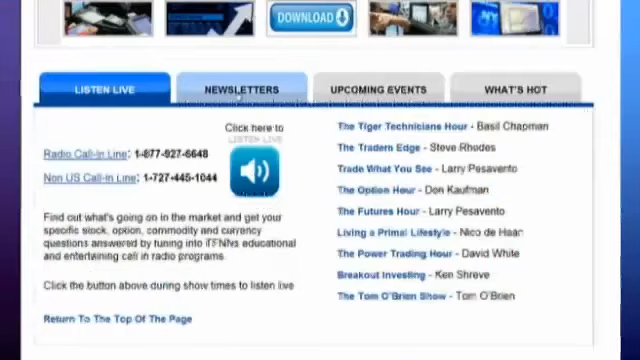 DOWNLOAD
LISTEN LIVE
NEWSLETTERS
UPCOMING EVENTS
WHAT'S HOT
Click here to
LISTEN LIVE
Radio Call-In Line: 1-877-927-6648
Non US Call-in Line: 1-727-445-1044
Find out what's going on in the market and get your
specific stock, option, commodity and currency
questions answered by tuning into TFNN's educational
and entertaining call in radio programs.
Click the button above during show times to listen live
Return To The Top Of The Page
The Tiger Technicians Hour - Basil Chapman
The Traders Edge - Steve Rhodes
Trade What You See - Larry Pesavento
The Option Hour - Don Kaufman
The Futures Hour - Larry Pesavento
Living a Primal Lifestyle - Nico de Haan
The Power Trading Hour - David White
Breakout Investing - Ken Shreve
The Tom O'Brien Show - Tom O'Brien